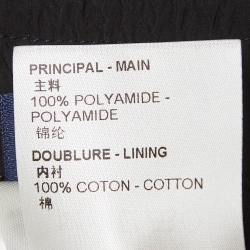 PRINCIPAL - MAIN
主料
100% POLYAMIDE -
POLYAMIDE
锦纶
DOUBLURE - LINING
内衬
100% COTON - COTTON
棉